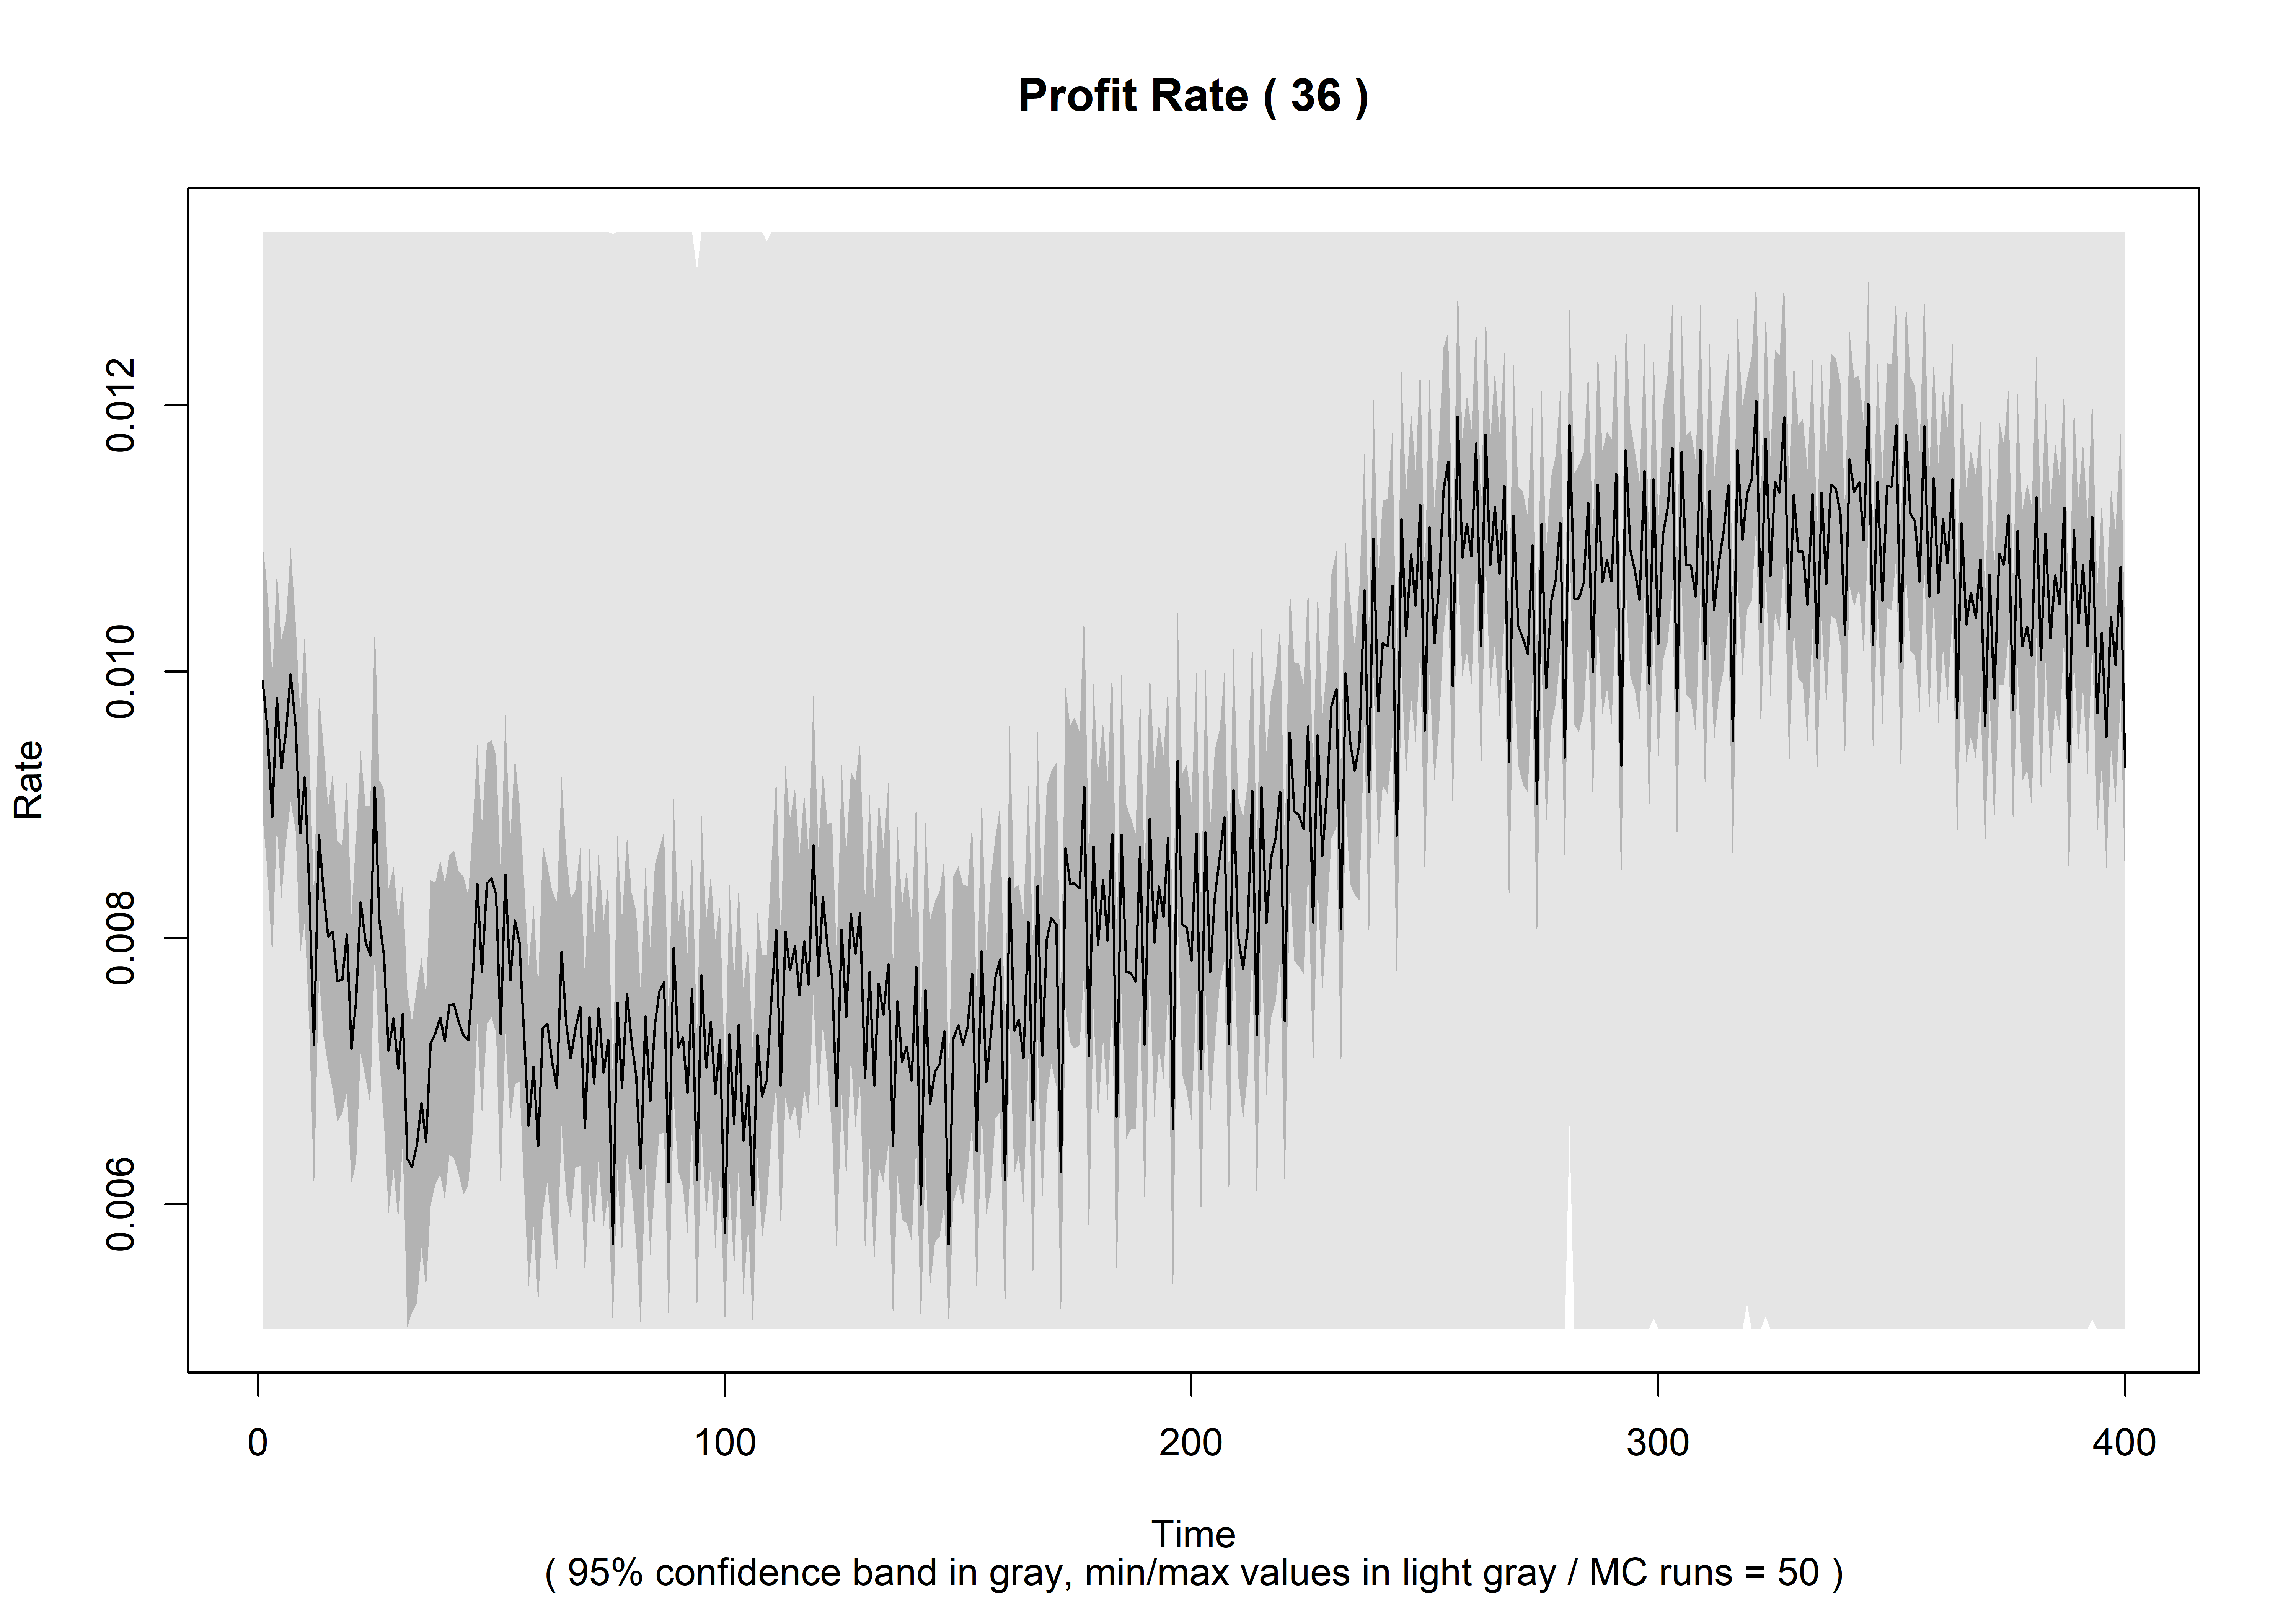 Profit Rate ( 36 )
Rate
0.012
0.010
0.008
0.006
0 100 200 300 400
Time
( 95% confidence band in gray, min/max values in light gray / MC runs = 50 )